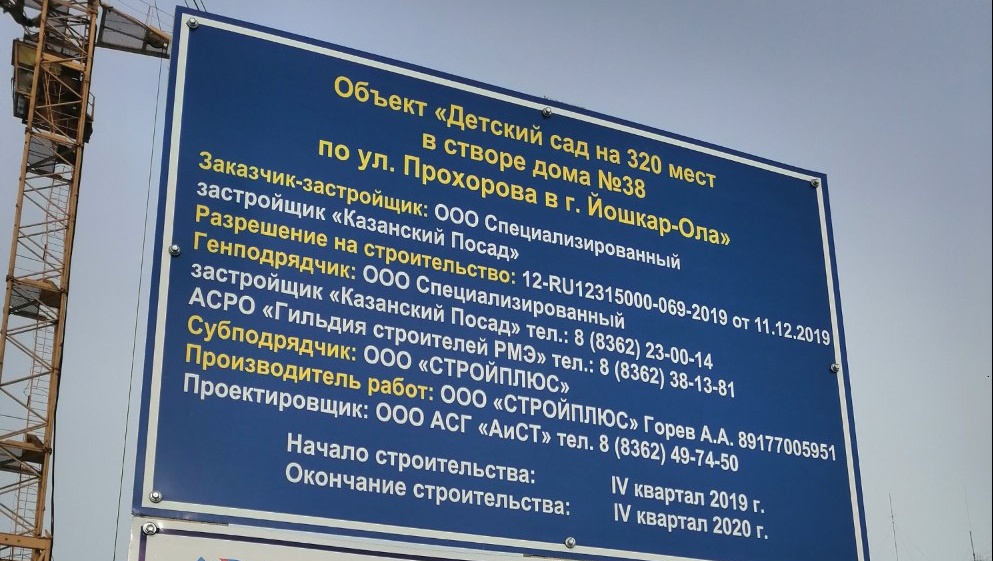 Объект «Детский сад на 320 мест
в створе дома №38
по ул. Прохорова в г. Йошкар-Ола»
Заказчик-застройщик: ООО Специализированный
застройщик «Казанский Посад»
Разрешение на строительство: 12-RU12315000-069-2019 от 11.12.2019
Генподрядчик: ООО Специализированный
застройщик «Казанский Посад» тел.: 8 (8362) 23-00-14
АСРО «Гильдия строителей РМЭ» тел.: 8 (8362) 38-13-81
Субподрядчик: ООО «СТРОЙПЛЮС»
Производитель работ: ООО «СТРОЙПЛЮС» Горев А.А. 89177005951
Проектировщик: ООО АСГ «АиСТ» тел. 8 (8362) 49-74-50
Начало строительства: IV квартал 2019 г.
Окончание строительства: IV квартал 2020 г.